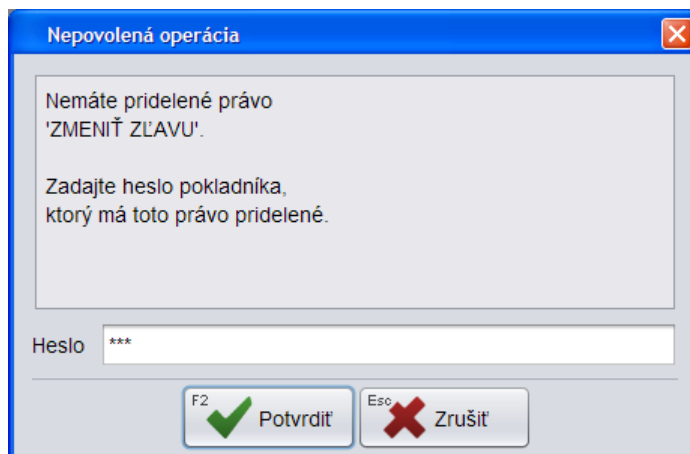 Nepovolená operácia
Nemáte pridelené právo
'ZMENIŤ ZĽAVU'.
Zadajte heslo pokladníka,
ktorý má toto právo pridelené.
Heslo ***
F2 Potvrdiť Esc Zrušiť